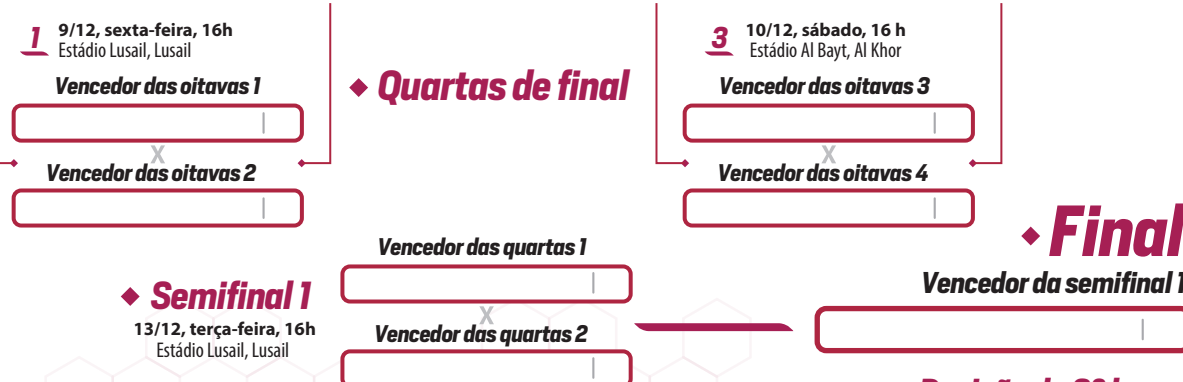 1
9/12, sexta-feira, 16h
Estádio Lusail, Lusail
Vencedor das oitavas 1
X
Vencedor das oitavas 2
Quartas de final
3
10/12, sábado, 16 h
Estádio Al Bayt, Al Khor
Vencedor das oitavas 3
X
Vencedor das oitavas 4
Semifinal 1
13/12, terça-feira, 16h
Estádio Lusail, Lusail
Vencedor das quartas 1
X
Vencedor das quartas 2
Final
Vencedor da semifinal 1